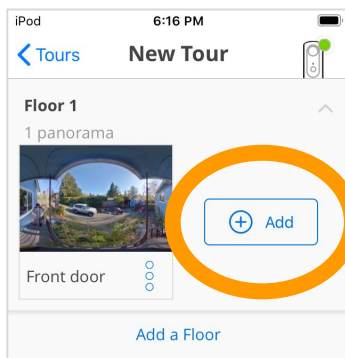 iPod 6:16 PM
Tours New Tour
Floor 1
1 panorama
Add
Front door
Add a Floor